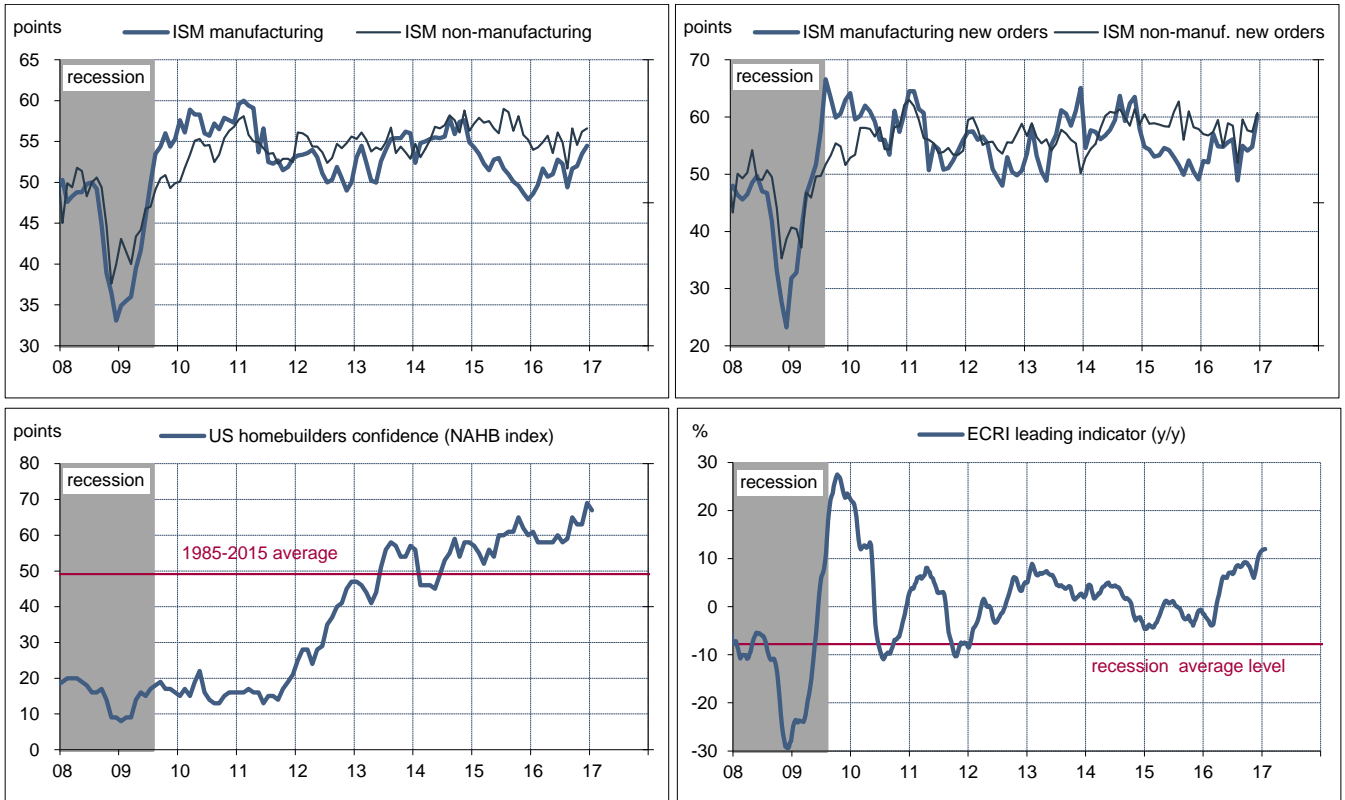 points
ISM manufacturing ISM non-manufacturing
recession
65
60
55
50
45
40
35
30
08 09 10 11 12 13 14 15 16 17
points
ISM manufacturing new orders ISM non-manuf. new orders
recession
70
60
50
40
30
20
08 09 10 11 12 13 14 15 16 17
points
US homebuilders confidence (NAHB index)
recession
1985-2015 average
80
70
60
50
40
30
20
10
0
08 09 10 11 12 13 14 15 16 17
%
ECRI leading indicator (y/y)
recession
recession average level
30
20
10
0
-10
-20
-30
08 09 10 11 12 13 14 15 16 17